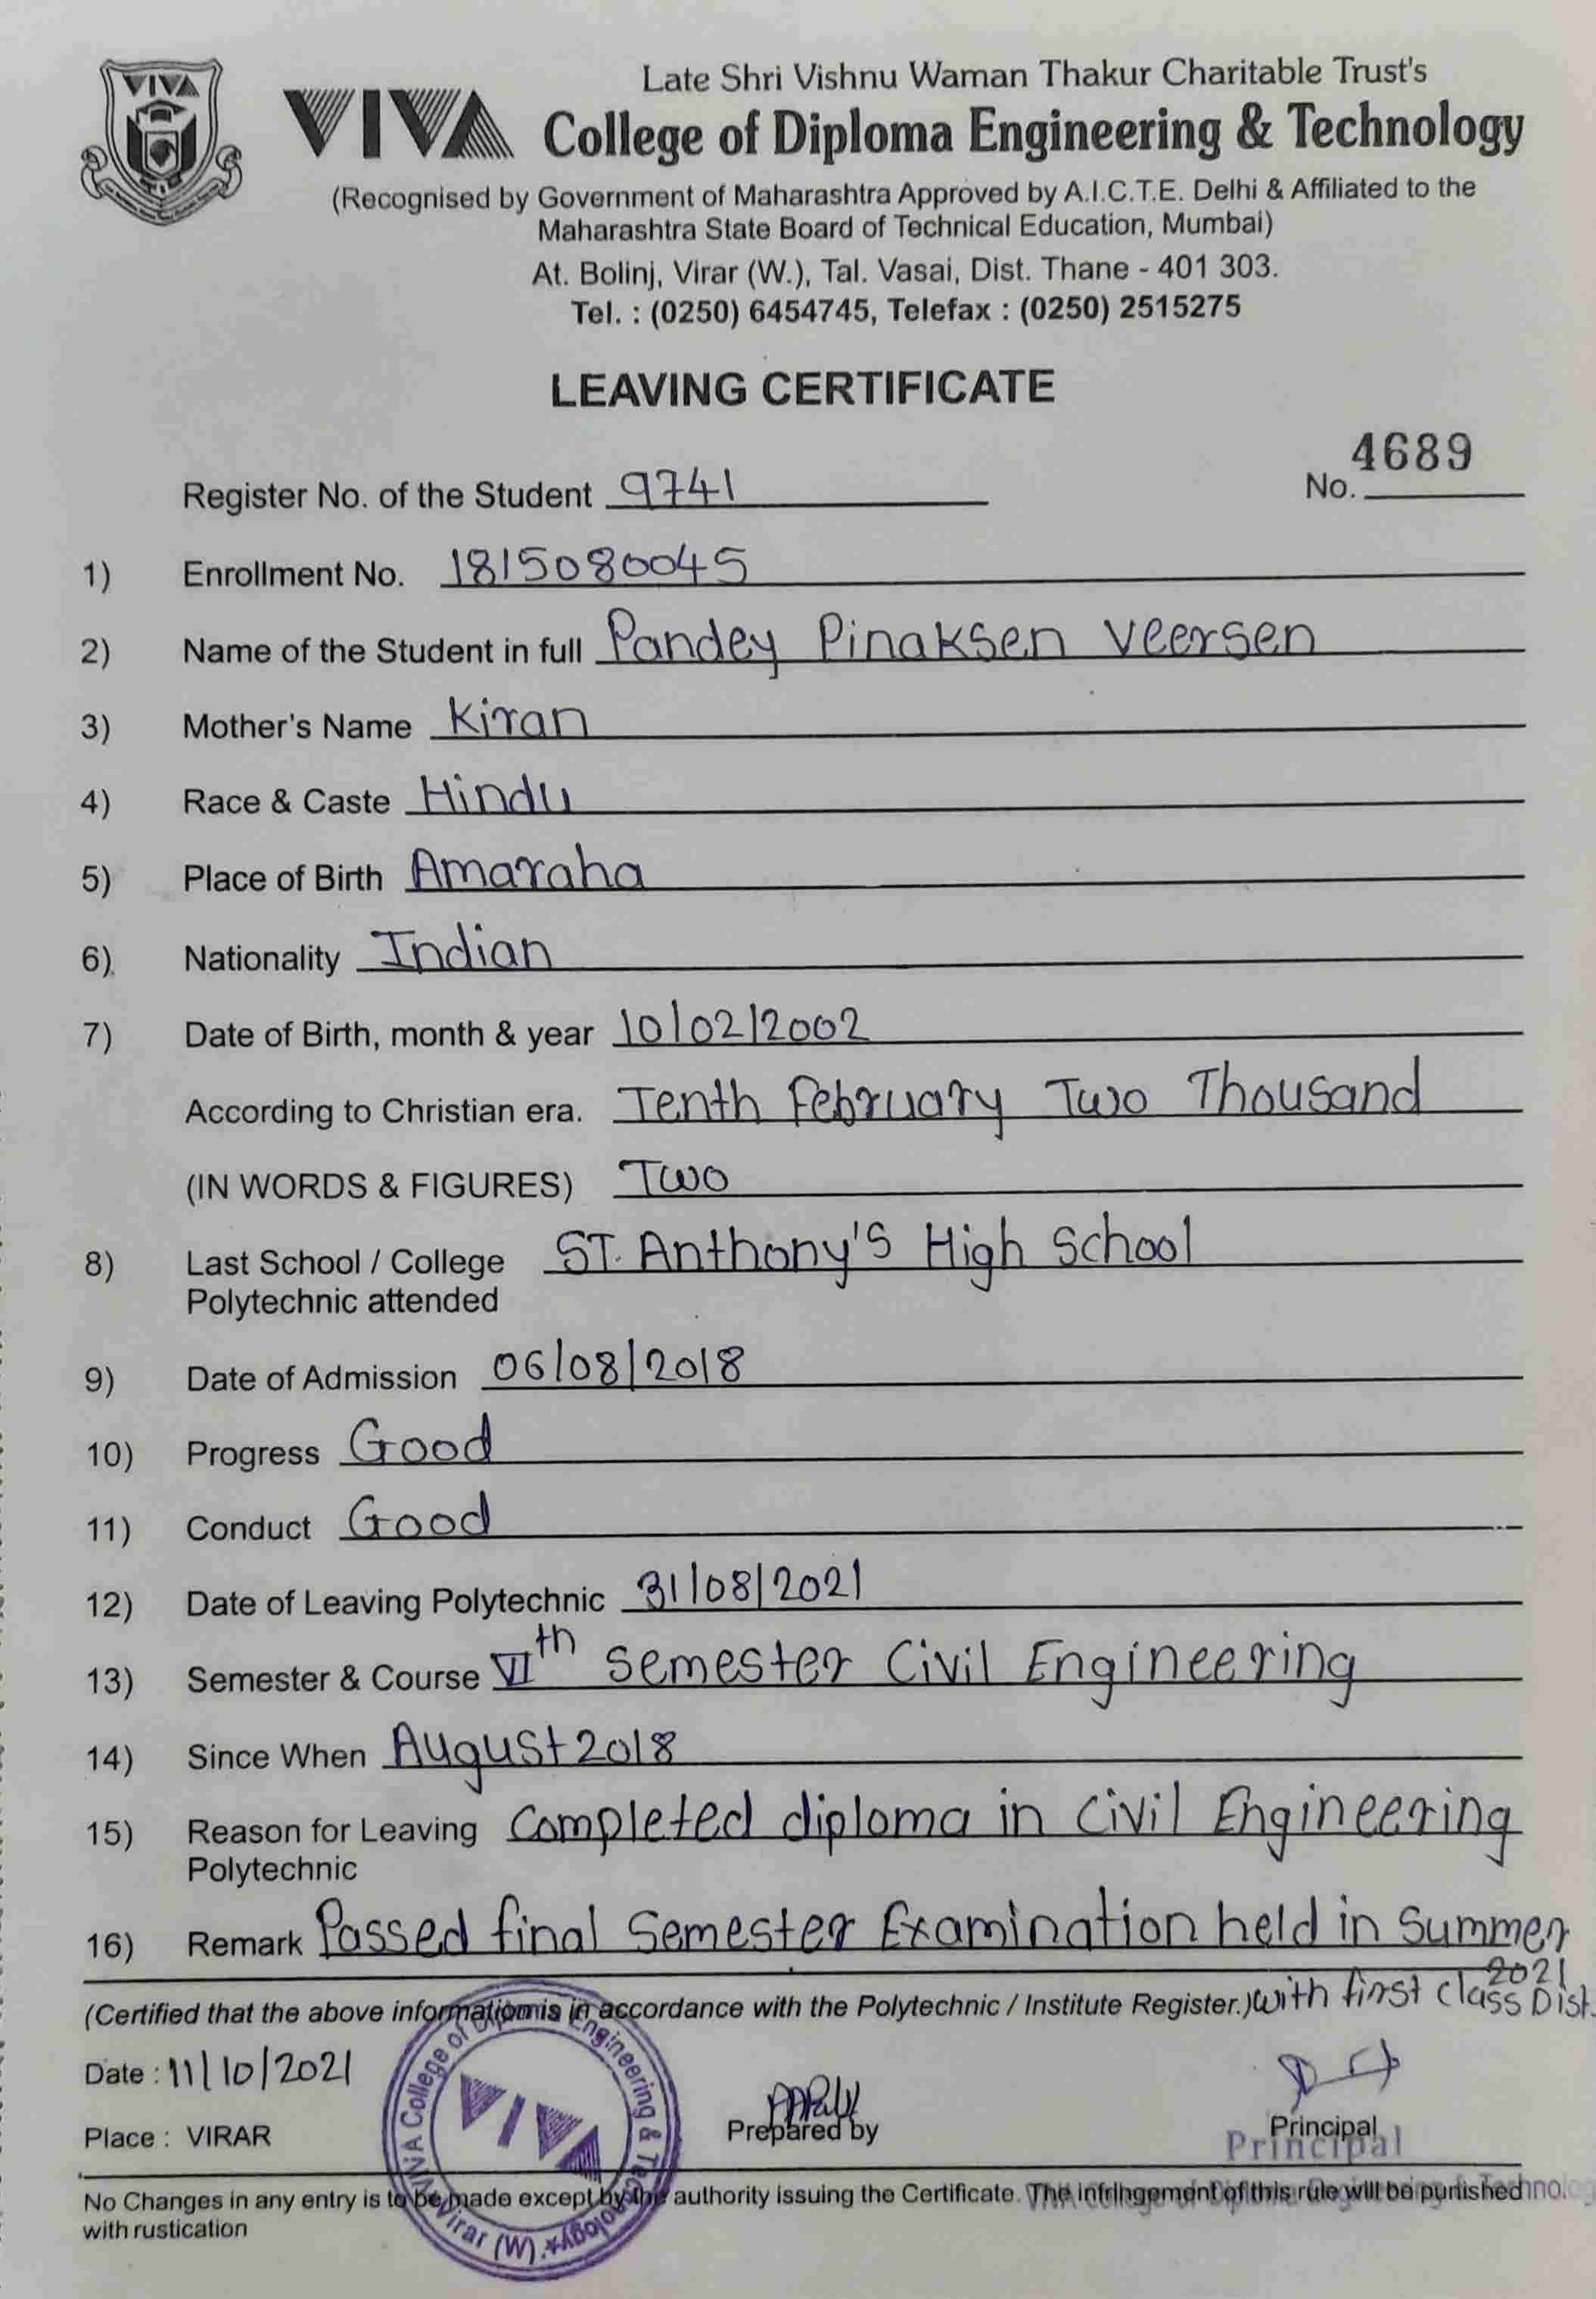 VIVA
Late Shri Vishnu Waman Thakur Charitable Trust's
VIVA College of Diploma Engineering & Technology
(Recognised by Government of Maharashtra Approved by A.I.C.T.E. Delhi & Affiliated to the
Maharashtra State Board of Technical Education, Mumbai)
At. Bolinj, Virar (W.), Tal. Vasai, Dist. Thane - 401 303.
Tel. : (0250) 6454745, Telefax : (0250) 2515275
LEAVING CERTIFICATE
Register No. of the Student 9741 No. 4689
1) Enrollment No. 1815080045
2) Name of the Student in full Pandey Pinaksen Veersen
3) Mother's Name Kiran
4) Race & Caste Hindu
5) Place of Birth Amaraha
6) Nationality Indian
7) Date of Birth, month & year 10/02/2002
According to Christian era. Tenth February Two Thousand
(IN WORDS & FIGURES) Two
8) Last School / College ST. Anthony's High School
Polytechnic attended
9) Date of Admission 06/08/2018
10) Progress Good
11) Conduct Good
12) Date of Leaving Polytechnic 31/08/2021
13) Semester & Course VIth Semester Civil Engineering
14) Since When August 2018
15) Reason for Leaving Completed diploma in Civil Engineering
Polytechnic
16) Remark Passed final Semester Examination held in Summer
2021
(Certified that the above information is in accordance with the Polytechnic / Institute Register.) with first class Dist.
Date : 11/10/2021
VIVA College of Diploma Engineering & Technology
VIVA
Virar (W)
Place : VIRAR
Prepared by
Principal
Principal
No Changes in any entry is to be made except by the authority issuing the Certificate. The infringement of this rule will be punished
with rustication